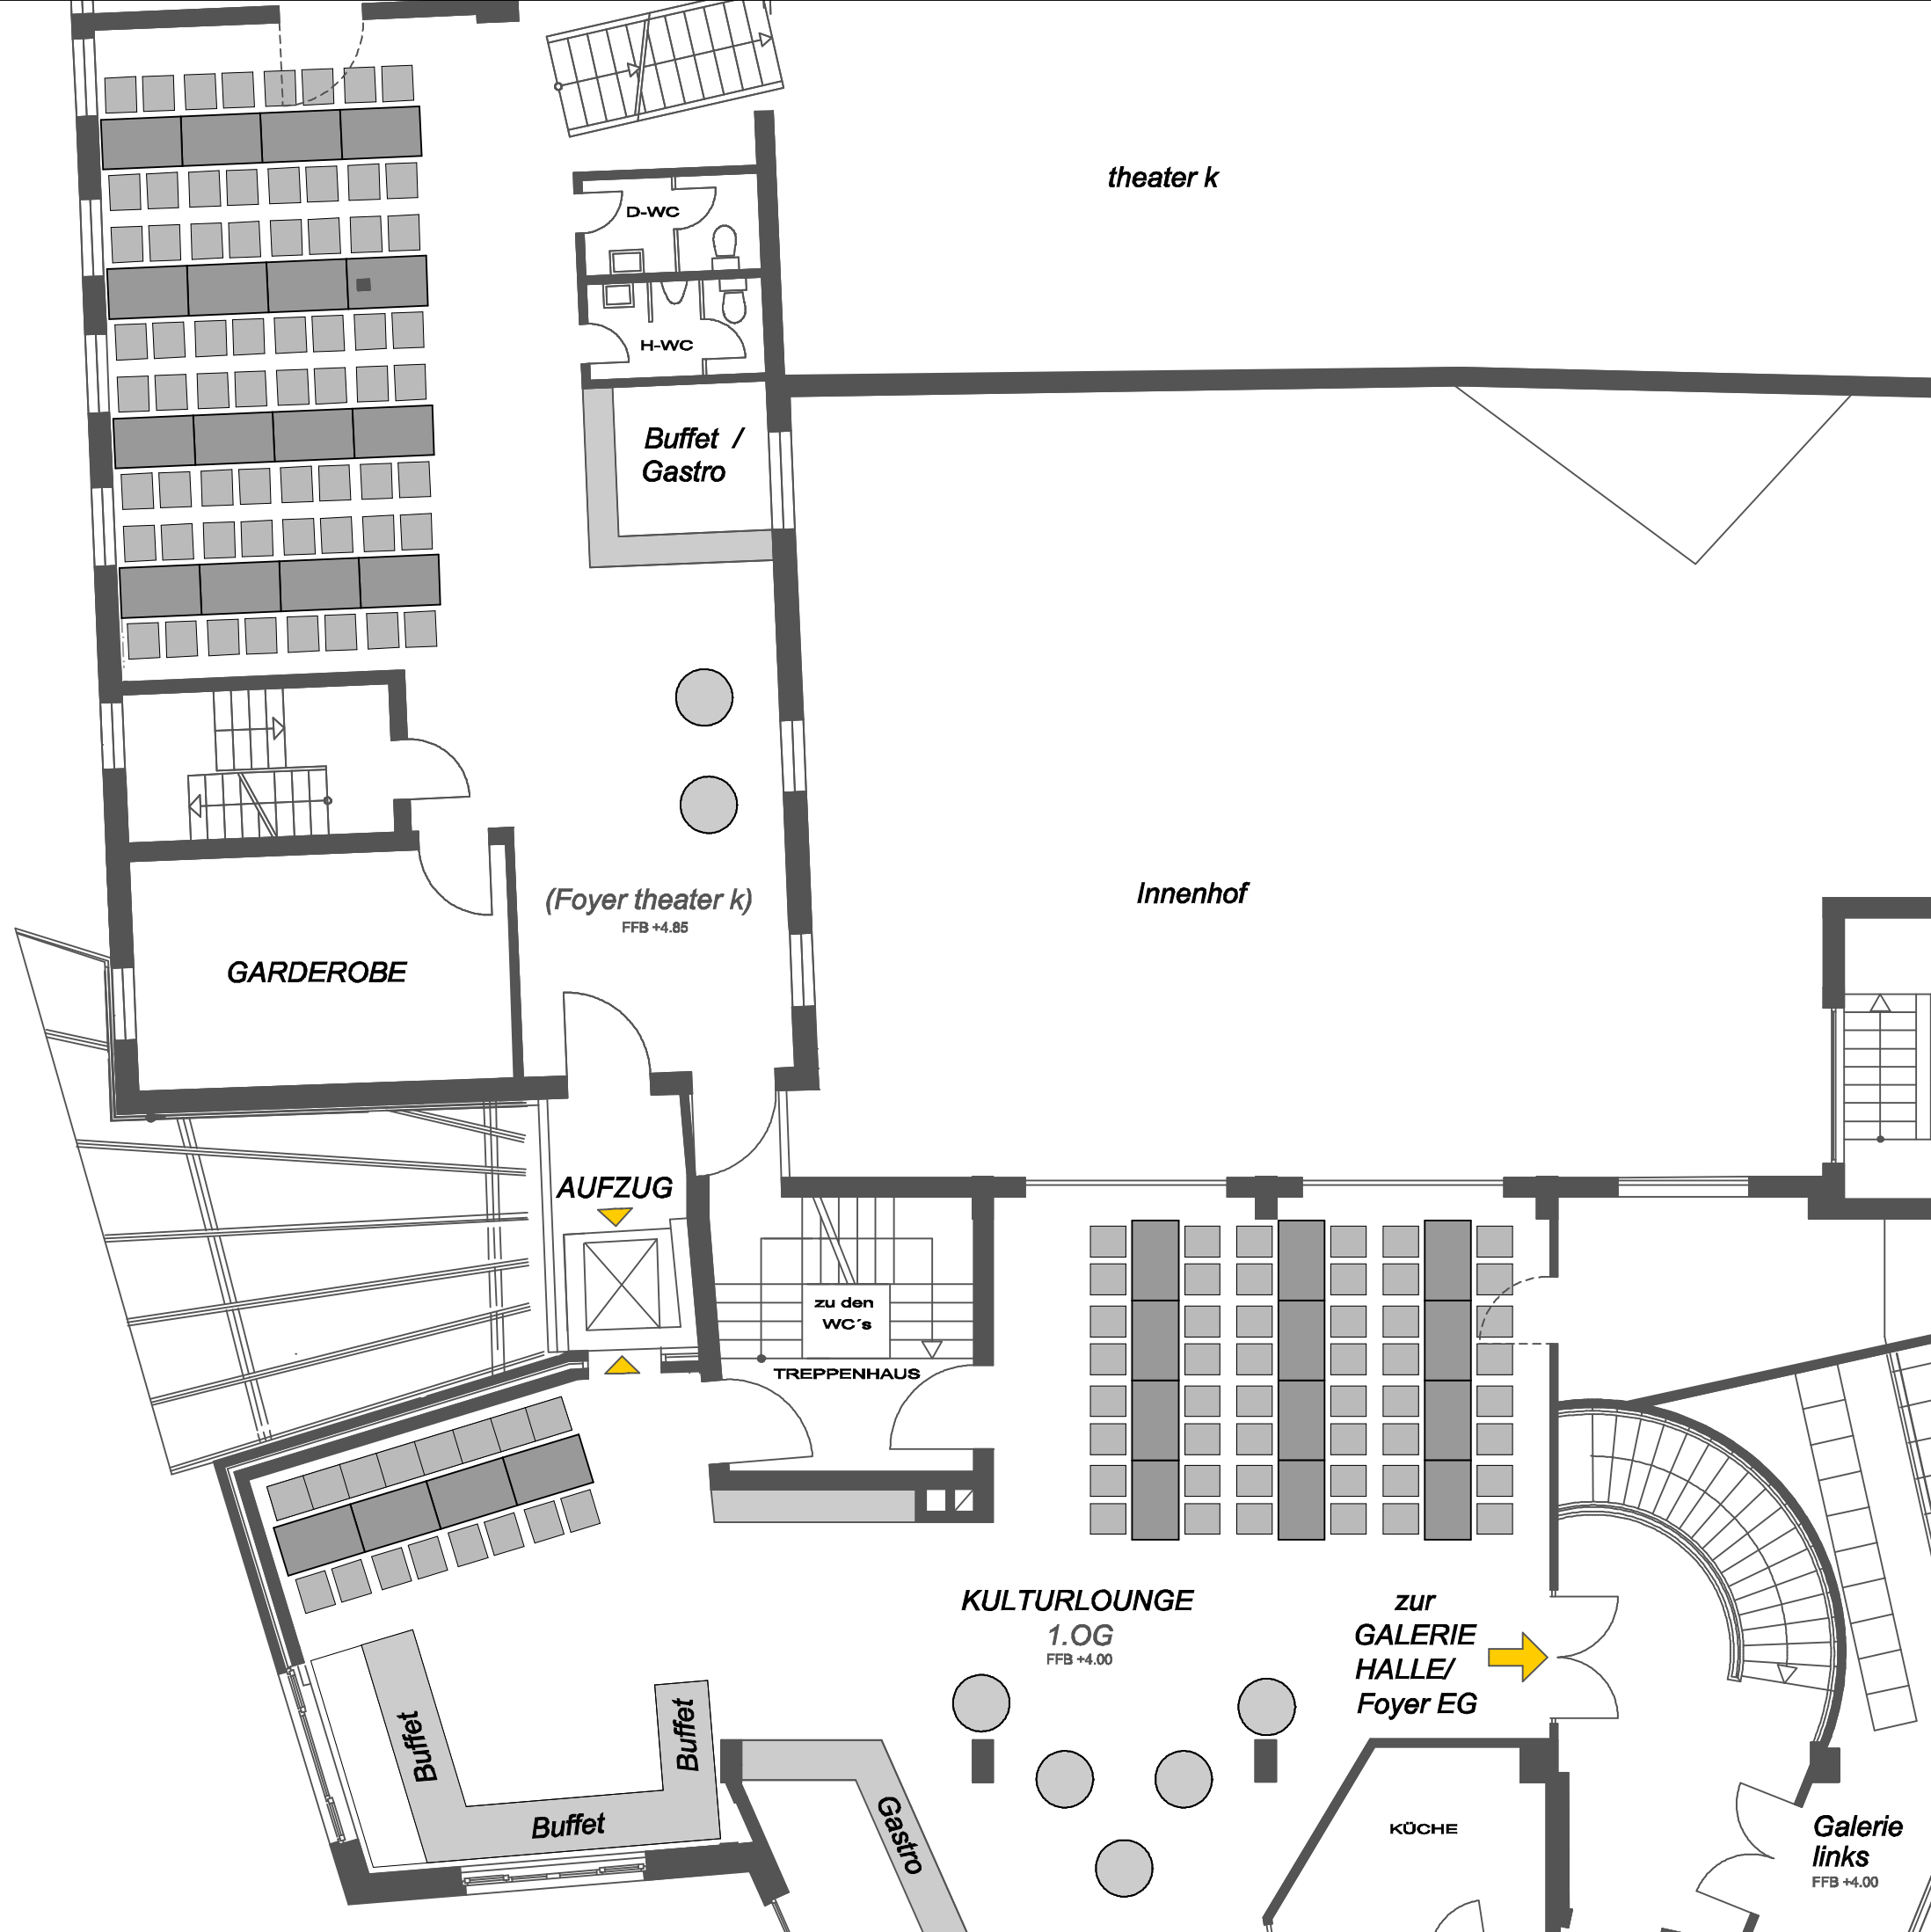 theater k
D-WC
H-WC
Buffet /
Gastro
(Foyer theater k)
FFB +4.85
Innenhof
GARDEROBE
AUFZUG
zu den
WC´s
TREPPENHAUS
KULTURLOUNGE
1.OG
FFB +4.00
zur
GALERIE
HALLE/
Foyer EG
Buffet
Buffet
Buffet
Gastro
KÜCHE
Galerie
links
FFB +4.00